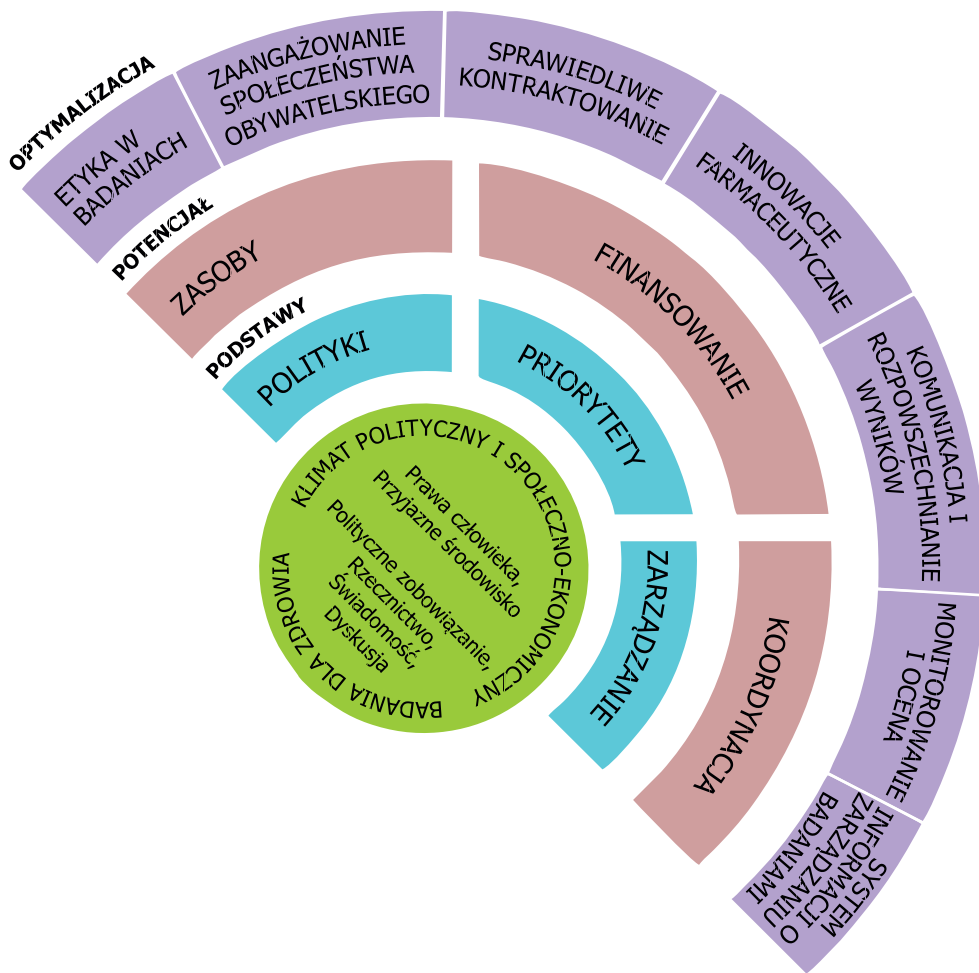 OPTYMALIZACJA
ETYKA W
BADANIACH
ZAANGAŻOWANIE
SPOŁECZEŃSTWA
OBYWATELSKIEGO
SPRAWIEDLIWE
KONTRAKTOWANIE
INNOWACJE
FARMACEUTYCZNE
KOMUNIKACJA I
ROZPOWSZECHNIANIE
WYNIKÓW
MONITOROWANIE
I OCENA
SYSTEM
INFORMACJI O
ZARZĄDZANIU
BADANIAMI
POTENCJAŁ
ZASOBY
FINANSOWANIE
KOORDYNACJA
PODSTAWY
POLITYKI
PRIORYTETY
ZARZĄDZANIE
KLIMAT POLITYCZNY I SPOŁECZNO-EKONOMICZNY
Prawa człowieka,
Przyjazne środowisko
Polityczne zobowiązanie,
Rzecznictwo,
Świadomość,
Dyskusja
BADANIA DLA ZDROWIA